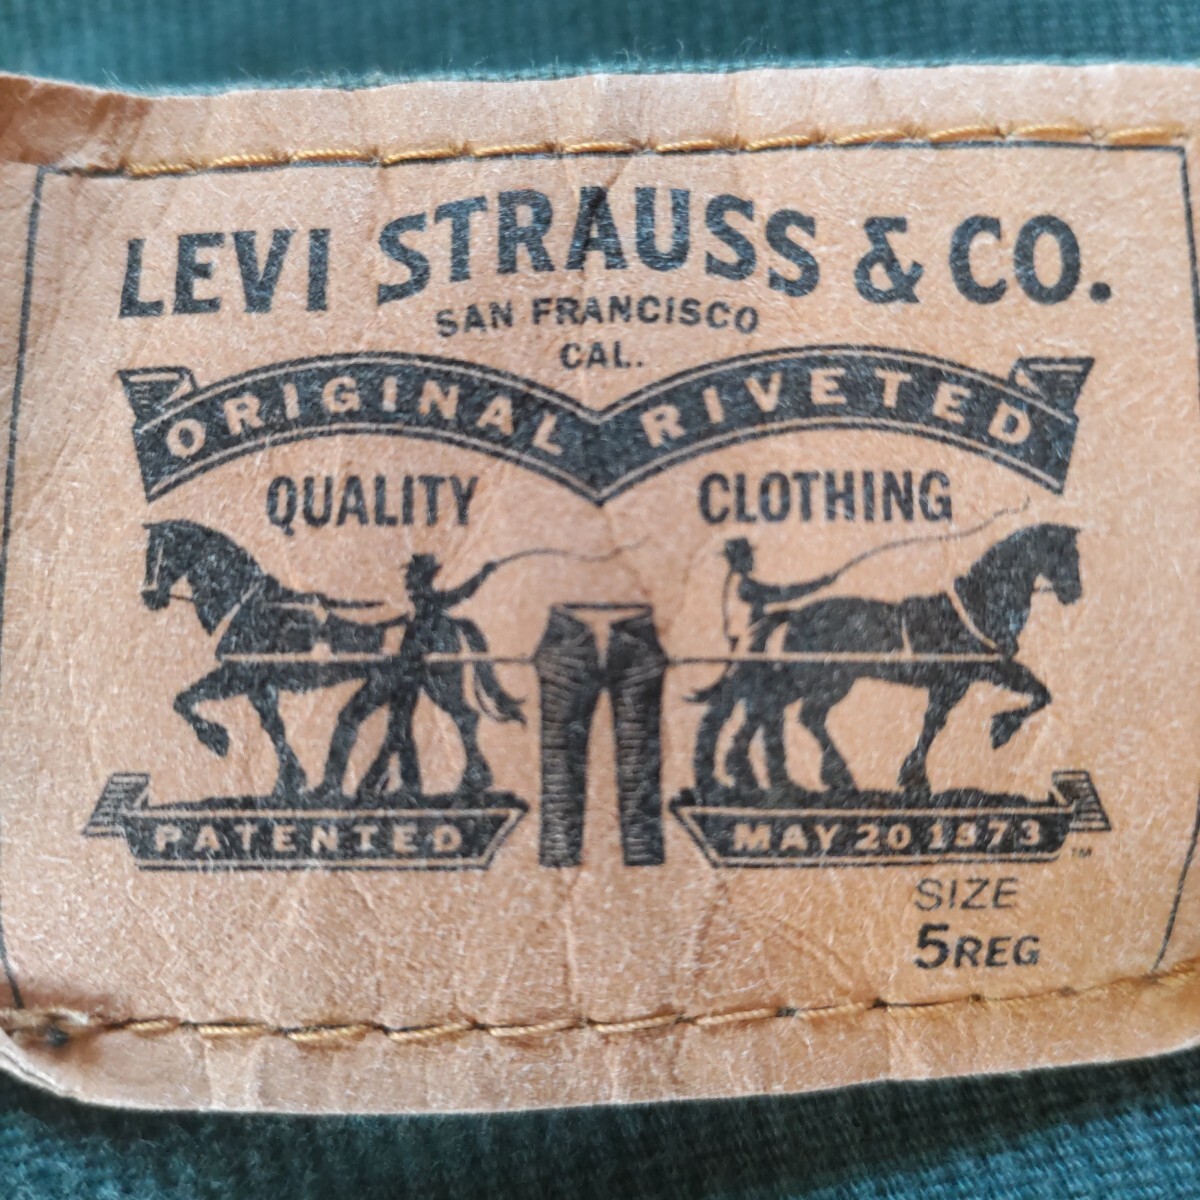 LEVI STRAUSS & CO.
SAN FRANCISCO
CAL.
ORIGINAL RIVETED
QUALITY CLOTHING
PATENTED MAY 20 1873
TM
SIZE
5REG